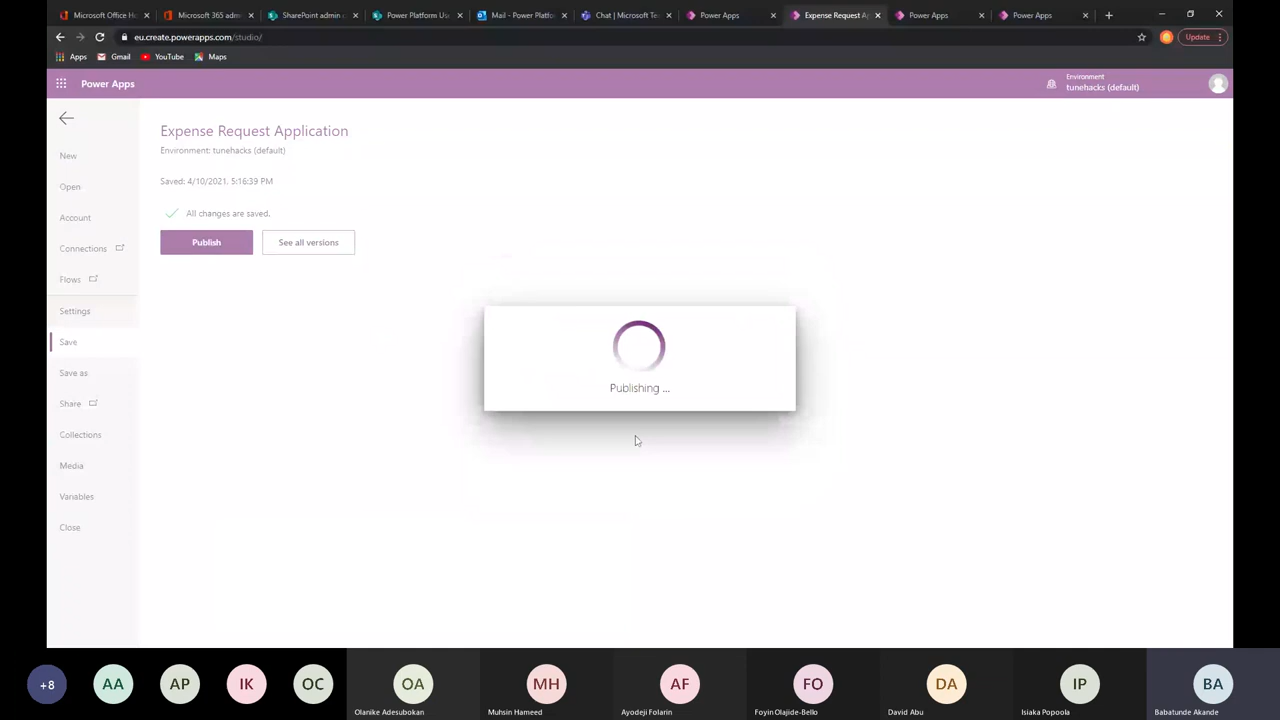 Microsoft Office Ho
Microsoft 365 adm
SharePoint admin c
Power Platform Use
Mail - Power Platfo
Chat | Microsoft Te
Power Apps
Expense Request Ap
Power Apps
Power Apps
eu.create.powerapps.com/studio/
Update
Apps
Gmail
YouTube
Maps
Power Apps
Environment
tunehacks (default)
Expense Request Application
Environment: tunehacks (default)
New
Open
Saved: 4/10/2021, 5:16:39 PM
Account
All changes are saved.
Publish
See all versions
Connections
Flows
Settings
Save
Save as
Share
Collections
Media
Variables
Close
Publishing ...
+8
AA
AP
IK
OC
OA
MH
AF
FO
DA
IP
BA
Olanike Adesubokan
Muhsin Hameed
Ayodeji Folarin
Foyin Olajide-Bello
David Abu
Isiaka Popoola
Babatunde Akande